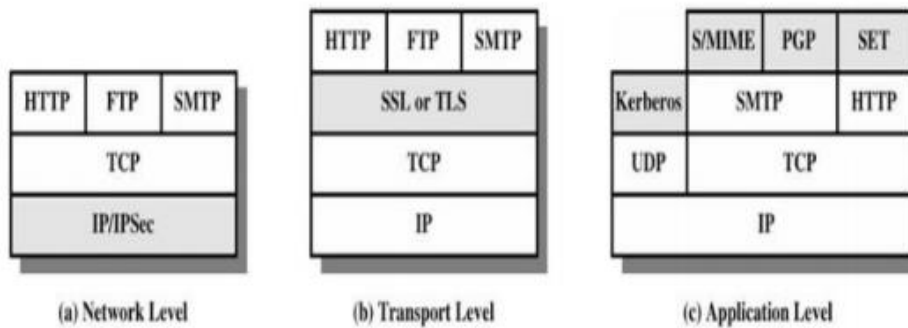 HTTP FTP SMTP
TCP
IP/IPSec
(a) Network Level
HTTP FTP SMTP
SSL or TLS
TCP
IP
(b) Transport Level
S/MIME PGP SET
Kerberos SMTP HTTP
UDP TCP
IP
(c) Application Level